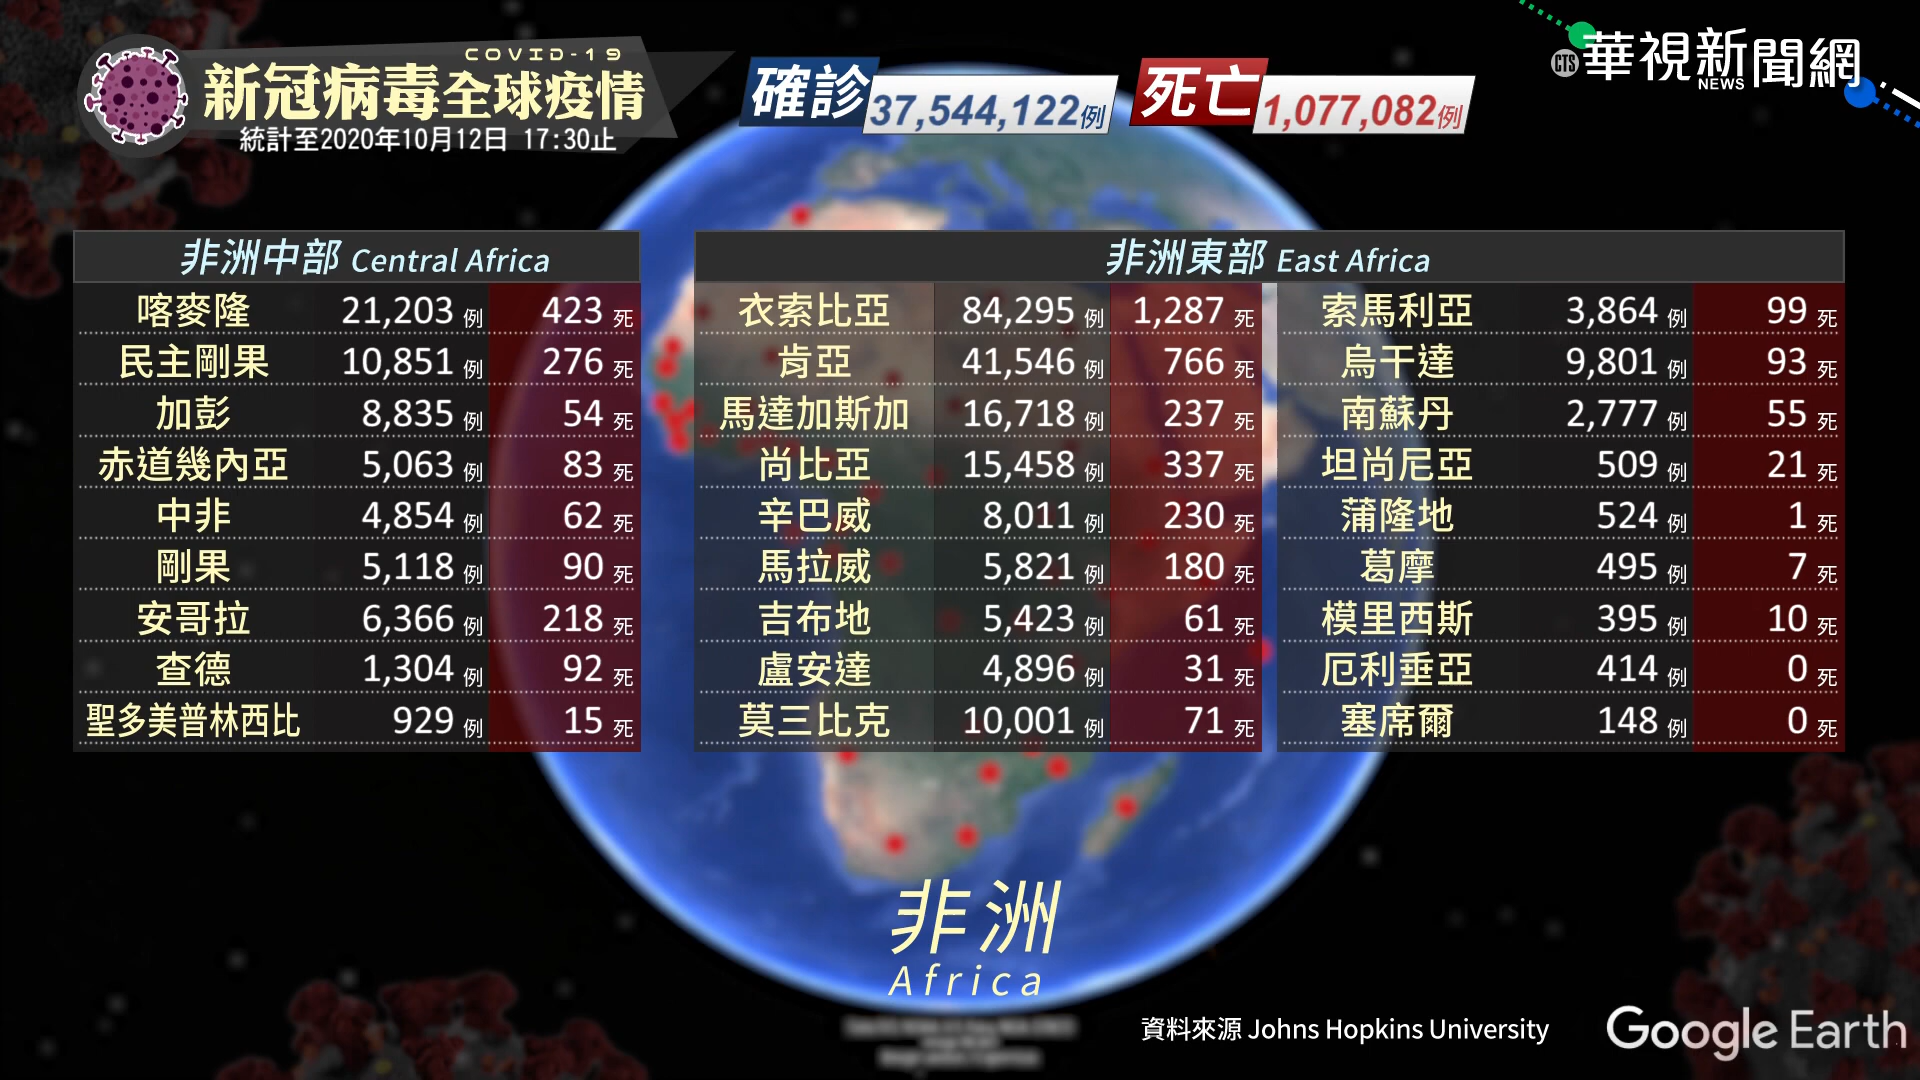 COVID-19
新冠病毒全球疫情
統計至2020年10月12日 17:30止
確診 37,544,122例
死亡 1,077,082例
CTS 華視新聞網
NEWS
非洲中部 Central Africa
喀麥隆 21,203 例 423 死
民主剛果 10,851 例 276 死
加彭 8,835 例 54 死
赤道幾內亞 5,063 例 83 死
中非 4,854 例 62 死
剛果 5,118 例 90 死
安哥拉 6,366 例 218 死
查德 1,304 例 92 死
聖多美普林西比 929 例 15 死
非洲東部 East Africa
衣索比亞 84,295 例 1,287 死
肯亞 41,546 例 766 死
馬達加斯加 16,718 例 237 死
尚比亞 15,458 例 337 死
辛巴威 8,011 例 230 死
馬拉威 5,821 例 180 死
吉布地 5,423 例 61 死
盧安達 4,896 例 31 死
莫三比克 10,001 例 71 死
索馬利亞 3,864 例 99 死
烏干達 9,801 例 93 死
南蘇丹 2,777 例 55 死
坦尚尼亞 509 例 21 死
蒲隆地 524 例 1 死
葛摩 495 例 7 死
模里西斯 395 例 10 死
厄利垂亞 414 例 0 死
塞席爾 148 例 0 死
非洲
Africa
資料來源 Johns Hopkins University
Google Earth